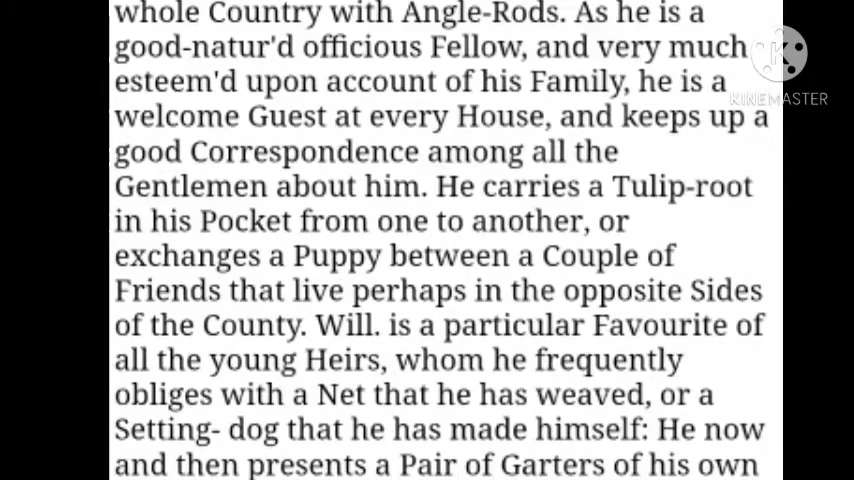 whole Country with Angle-Rods. As he is a
good-natur'd officious Fellow, and very much
esteem'd upon account of his Family, he is a
welcome Guest at every House, and keeps up a
good Correspondence among all the
Gentlemen about him. He carries a Tulip-root
in his Pocket from one to another, or
exchanges a Puppy between a Couple of
Friends that live perhaps in the opposite Sides
of the County. Will. is a particular Favourite of
all the young Heirs, whom he frequently
obliges with a Net that he has weaved, or a
Setting- dog that he has made himself: He now
and then presents a Pair of Garters of his own
KINEMASTER